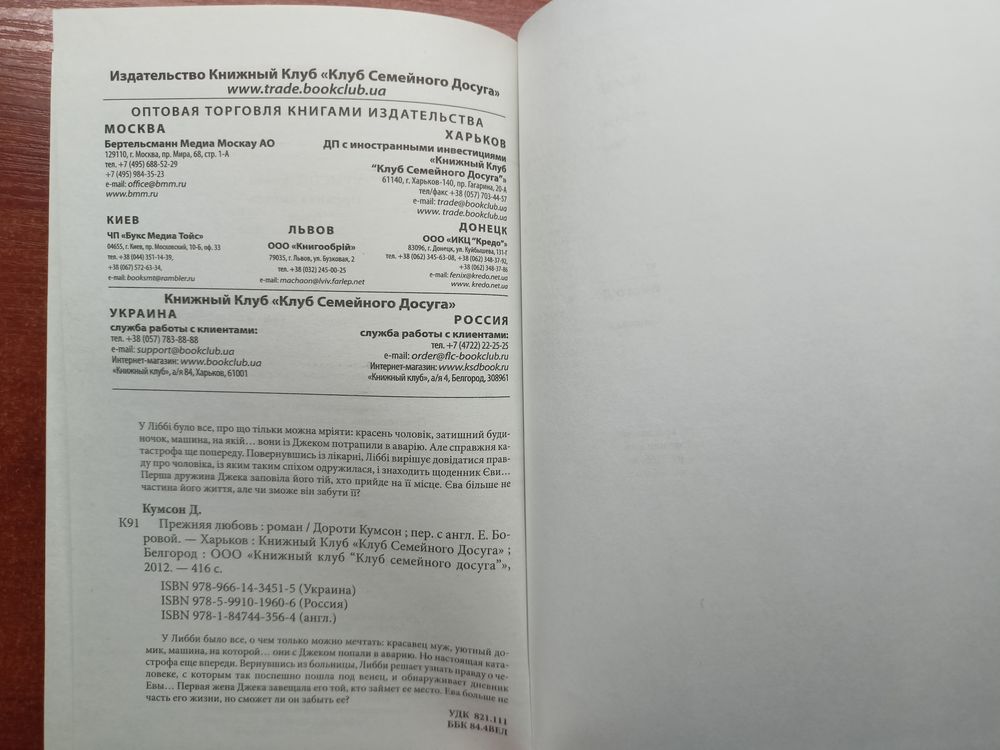 Издательство Книжный Клуб «Клуб Семейного Досуга»
www.trade.bookclub.ua
ОПТОВАЯ ТОРГОВЛЯ КНИГАМИ ИЗДАТЕЛЬСТВА
МОСКВА
Бертельсманн Медиа Москау АО
129110, г. Москва, пр. Мира, 68, стр. 1-А
тел. +7 (495) 688-52-29
+7 (495) 984-35-23
e-mail: office@bmm.ru
www.bmm.ru
ХАРЬКОВ
ДП с иностранными инвестициями
«Книжный Клуб
"Клуб Семейного Досуга"»
61140, г. Харьков-140, пр. Гагарина, 20-А
тел/факс +38 (057) 703-44-57
e-mail: trade@bookclub.ua
www. trade.bookclub.ua
КИЕВ
ЧП «Букс Медиа Тойс»
04655, г. Киев, пр. Московский, 10-Б, оф. 33
тел. +38 (044) 351-14-39,
+38 (067) 572-63-34,
e-mail: booksmt@rambler.ru
ЛЬВОВ
ООО «Книгообрій»
79035, г. Львов, ул. Бузковая, 2
тел. +38 (032) 245-00-25
e-mail: machaon@lviv.farlep.net
ДОНЕЦК
ООО «ИКЦ "Кредо"»
83096, г. Донецк, ул. Куйбышева, 131-Г
тел. +38 (062) 345-63-08, +38 (062) 348-37-92,
+38 (062) 348-37-86
e-mail: fenix@kredo.net.ua
www. kredo.net.ua
Книжный Клуб «Клуб Семейного Досуга»
УКРАИНА
служба работы с клиентами:
тел. +38 (057) 783-88-88
e-mail: support@bookclub.ua
Интернет-магазин: www.bookclub.ua
«Книжный клуб», а/я 84, Харьков, 61001
РОССИЯ
служба работы с клиентами:
тел. +7 (4722) 22-25-25
e-mail: order@flc-bookclub.ru
Интернет-магазин: www.ksdbook.ru
«Книжный клуб», а/я 4, Белгород, 308961
У Ліббі було все, про що тільки можна мріяти: красень чоловік, затишний буди-
ночок, машина, на якій... вони із Джеком потрапили в аварію. Але справжня ка-
тастрофа ще попереду. Повернувшись із лікарні, Ліббі вирішує довідатися прав-
ду про чоловіка, із яким таким спіхом одружилася, і знаходить щоденник Єви...
Перша дружина Джека заповіла його тій, хто прийде на її місце. Єва більше не
частина його життя, але чи зможе він забути її?
Кумсон Д.
К91 Прежняя любовь : роман / Дороти Кумсон ; пер. с англ. Е. Бо-
ровой. — Харьков : Книжный Клуб «Клуб Семейного Досуга» ;
Белгород : ООО «Книжный клуб "Клуб семейного досуга"»,
2012. — 416 с.
ISBN 978-966-14-3451-5 (Украина)
ISBN 978-5-9910-1960-6 (Россия)
ISBN 978-1-84744-356-4 (англ.)
У Либби было все, о чем только можно мечтать: красавец муж, уютный до-
мик, машина, на которой... они с Джеком попали в аварию. Но настоящая ката-
строфа еще впереди. Вернувшись из больницы, Либби решает узнать правду о че-
ловеке, с которым так поспешно пошла под венец, и обнаруживает дневник
Евы... Первая жена Джека завещала его той, кто займет ее место. Ева больше не
часть его жизни, но сможет ли он забыть ее?
УДК 821.111
ББК 84.4ВЕЛ